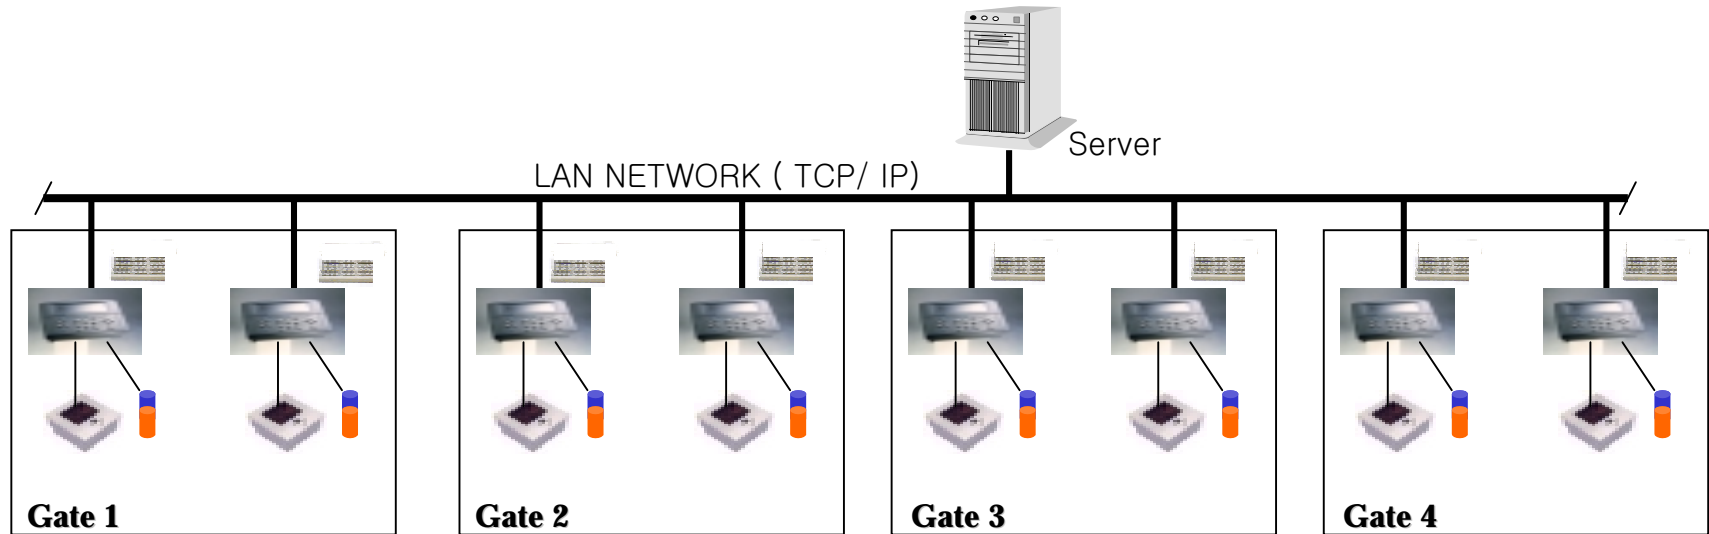 Server
LAN NETWORK ( TCP/ IP)
Gate 1
Gate 2
Gate 3
Gate 4